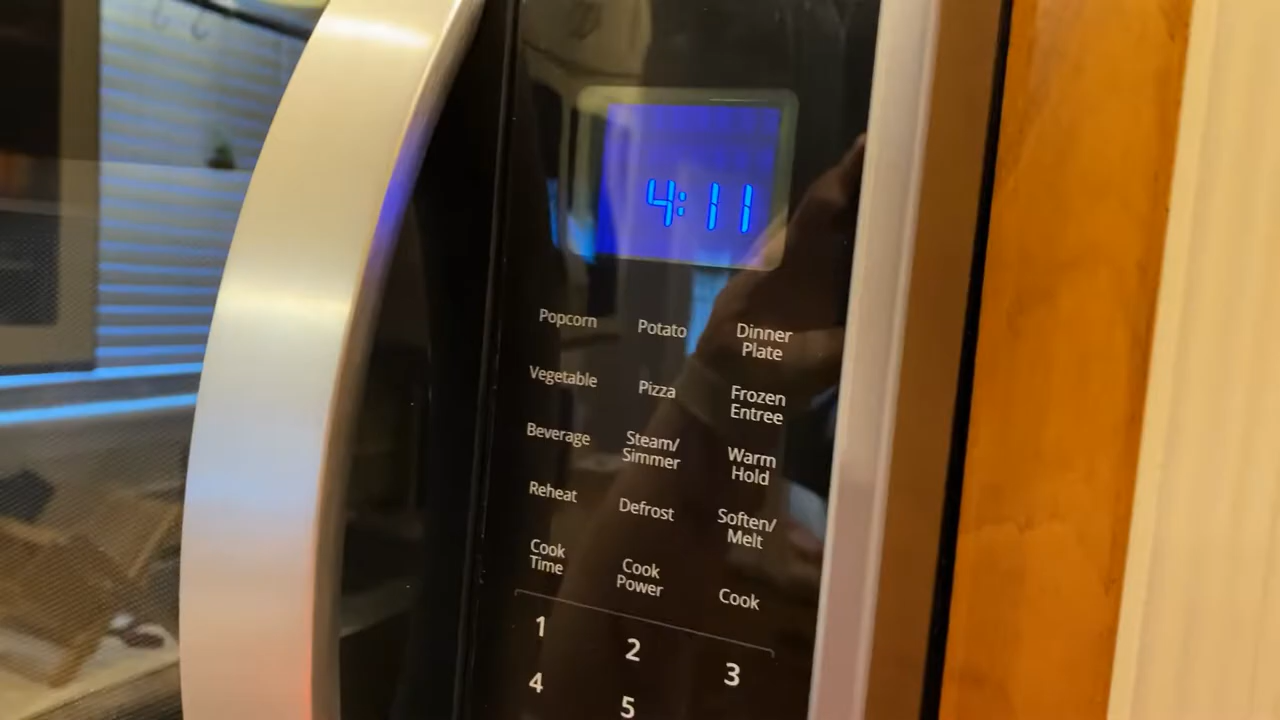 4:11
Popcorn
Potato
Dinner
Plate
Vegetable
Pizza
Frozen
Entree
Beverage
Steam/
Simmer
Warm
Hold
Reheat
Defrost
Soften/
Melt
Cook
Time
Cook
Power
Cook
1
2
3
4
5